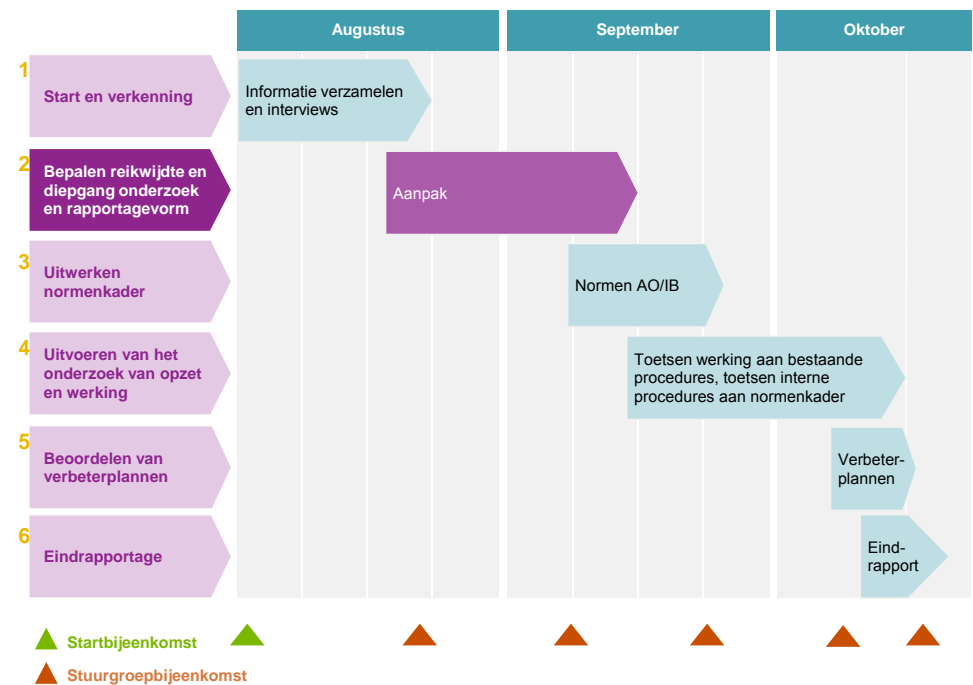 Augustus
September
Oktober
1
Start en verkenning
Informatie verzamelen
en interviews
2
Bepalen reikwijdte en
diepgang onderzoek
en rapportagevorm
Aanpak
3
Uitwerken
normenkader
Normen AO/IB
4
Uitvoeren van het
onderzoek van opzet
en werking
Toetsen werking aan bestaande
procedures, toetsen interne
procedures aan normenkader
5
Beoordelen van
verbeterplannen
Verbeter-
plannen
6
Eindrapportage
Eind-
rapport
Startbijeenkomst
Stuurgroepbijeenkomst